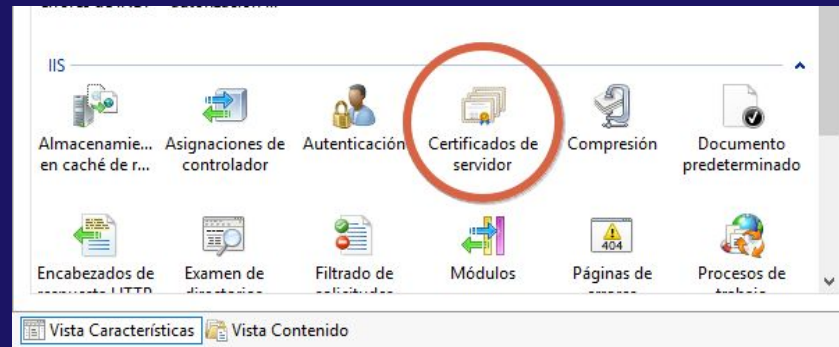 IIS
Almacenamie... Asignaciones de Autenticación Certificados de Compresión Documento
en caché de r... controlador servidor predeterminado
404
Encabezados de Examen de Filtrado de Módulos Páginas de Procesos de
Vista Características Vista Contenido